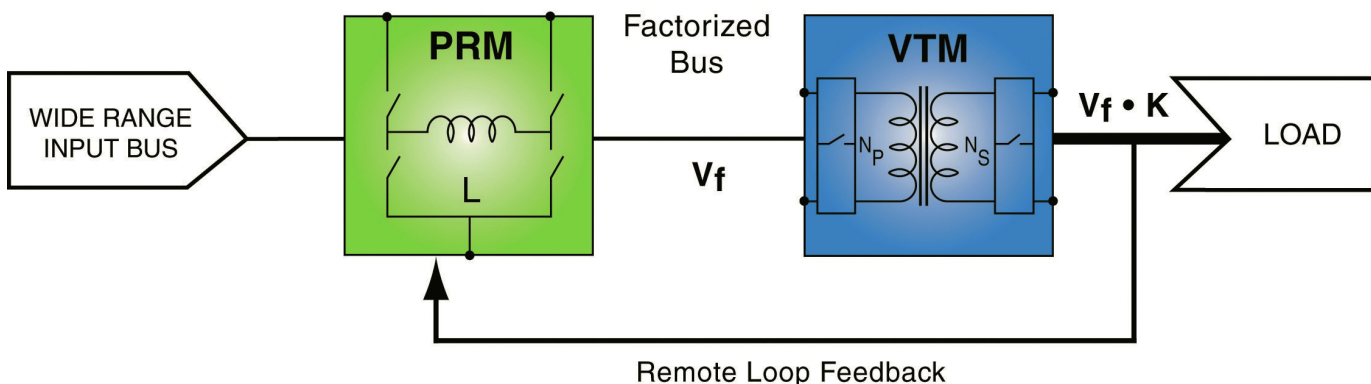 WIDE RANGE
INPUT BUS
PRM
L
Factorized
Bus
Vf
VTM
NP
NS
Vf • K
LOAD
Remote Loop Feedback